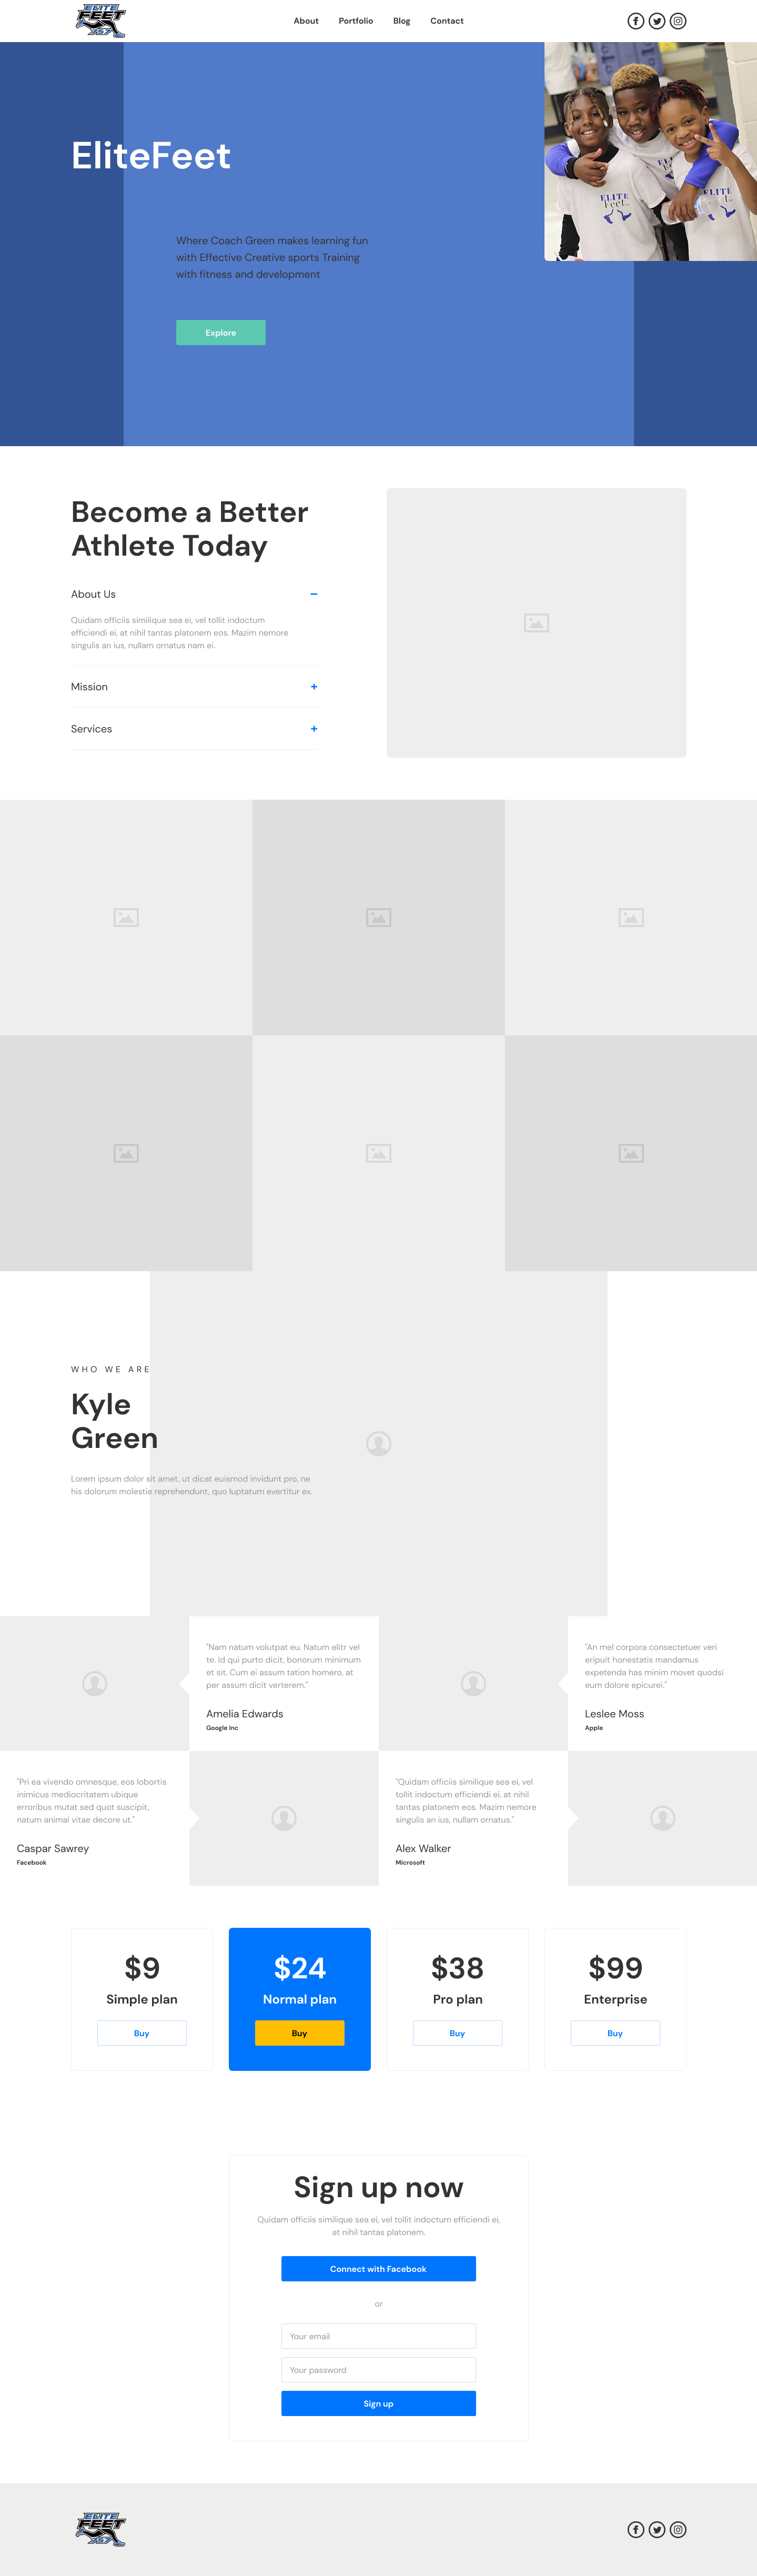 ELITE
FEET
757
About
Portfolio
Blog
Contact
EliteFeet
ELITE
Feet
ELITE
Feet
Where Coach Green makes learning fun
with Effective Creative sports Training
with fitness and development
Explore
Become a Better
Athlete Today
About Us
Quidam officiis similique sea ei, vel tollit indoctum
efficiendi ei, at nihil tantas platonem eos. Mazim nemore
singulis an ius, nullam ornatus nam ei.
Mission
Services
WHO WE ARE
Kyle
Green
Lorem ipsum dolor sit amet, ut dicat euismod invidunt pro, ne
his dolorum molestie reprehendunt, quo luptatum evertitur ex.
"Nam natum volutpat eu. Natum elitr vel
te. Id qui purto dicit, bonorum minimum
et sit. Cum ei assum tation homero, at
per assum dicit verterem."
Amelia Edwards
Google Inc
"An mel corpora consectetuer veri
eripuit honestatis mandamus
expetenda has minim movet quodsi
eum dolore epicurei."
Leslee Moss
Apple
"Pri ea vivendo omnesque, eos lobortis
inimicus mediocritatem ubique
erroribus mutat sed quot suscipit,
natum animal vitae decore ut."
Caspar Sawrey
Facebook
"Quidam officiis similique sea ei, vel
tollit indoctum efficiendi ei, at nihil
tantas platonem eos. Mazim nemore
singulis an ius, nullam ornatus."
Alex Walker
Microsoft
$9
Simple plan
Buy
$24
Normal plan
Buy
$38
Pro plan
Buy
$99
Enterprise
Buy
Sign up now
Quidam officiis similique sea ei, vel tollit indoctum efficiendi ei,
at nihil tantas platonem.
Connect with Facebook
or
Your email
Your password
Sign up
ELITE
FEET
757